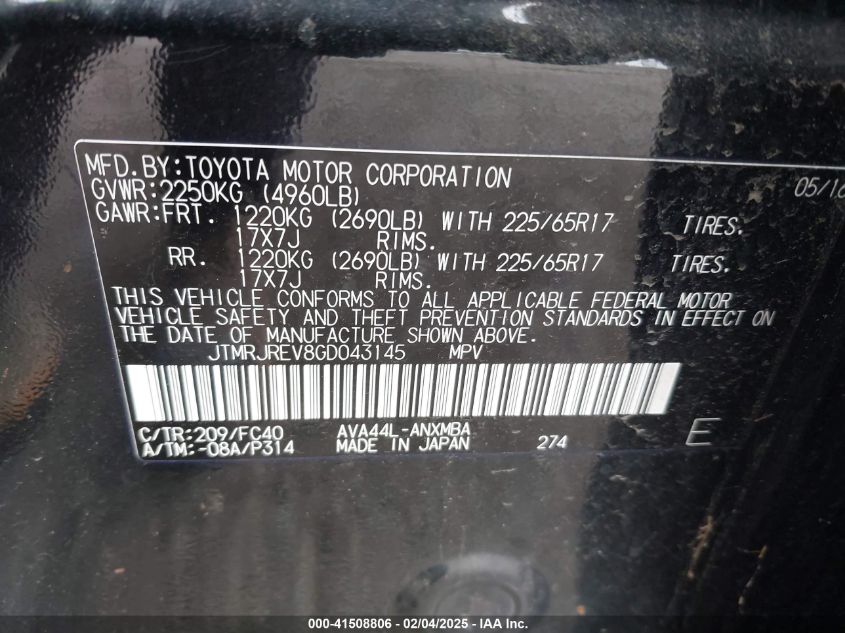 MFD.BY:TOYOTA MOTOR CORPORATION 05/16
GVWR:2250KG (4960LB)
GAWR:FRT. 1220KG (2690LB) WITH 225/65R17 TIRES.
17X7J RIMS.
RR. 1220KG (2690LB) WITH 225/65R17 TIRES.
17X7J RIMS.
THIS VEHICLE CONFORMS TO ALL APPLICABLE FEDERAL MOTOR
VEHICLE SAFETY AND THEFT PREVENTION STANDARDS IN EFFECT ON
THE DATE OF MANUFACTURE SHOWN ABOVE.
JTMRJREV8GD043145 MPV
C/TR:209/FC40 AVA44L-ANXMBA E
A/TM:-08A/P314 MADE IN JAPAN 274
000-41508806 - 02/04/2025 - IAA Inc.